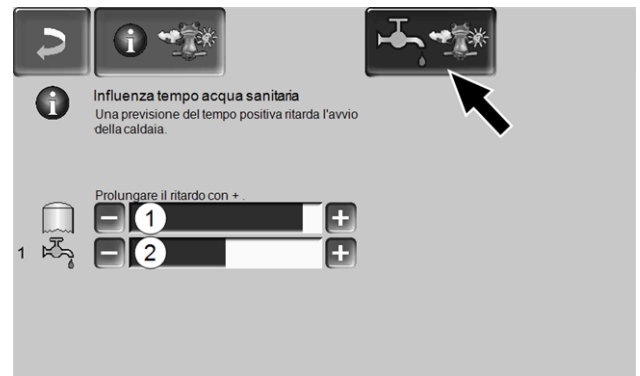 Influenza tempo acqua sanitaria
Una previsione del tempo positiva ritarda l'avvio
della caldaia.
Prolungare il ritardo con + .
1
1 2